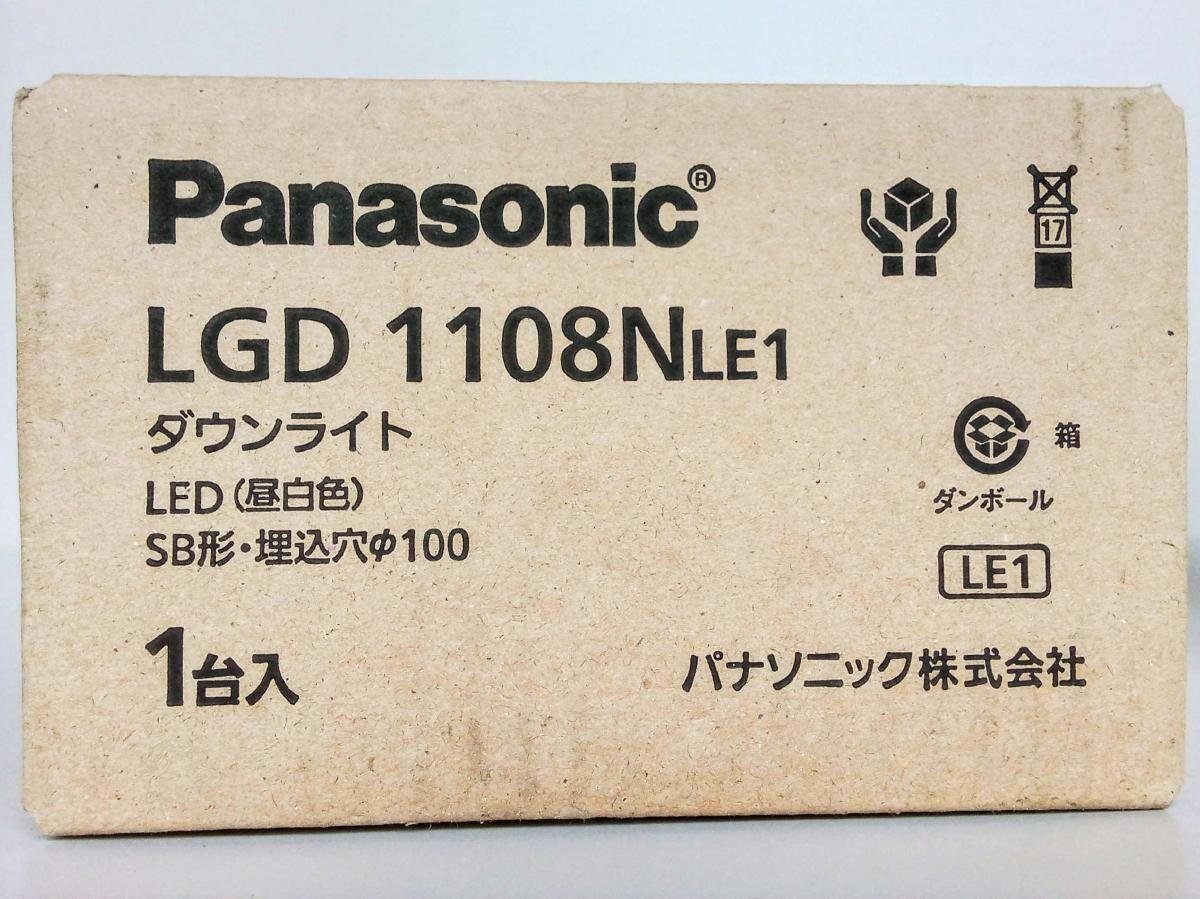 Panasonic®
17
LGD 1108NLE1
ダウンライト
箱
LED(昼白色)
ダンボール
SB形・埋込穴φ100
LE1
1台入
パナソニック株式会社